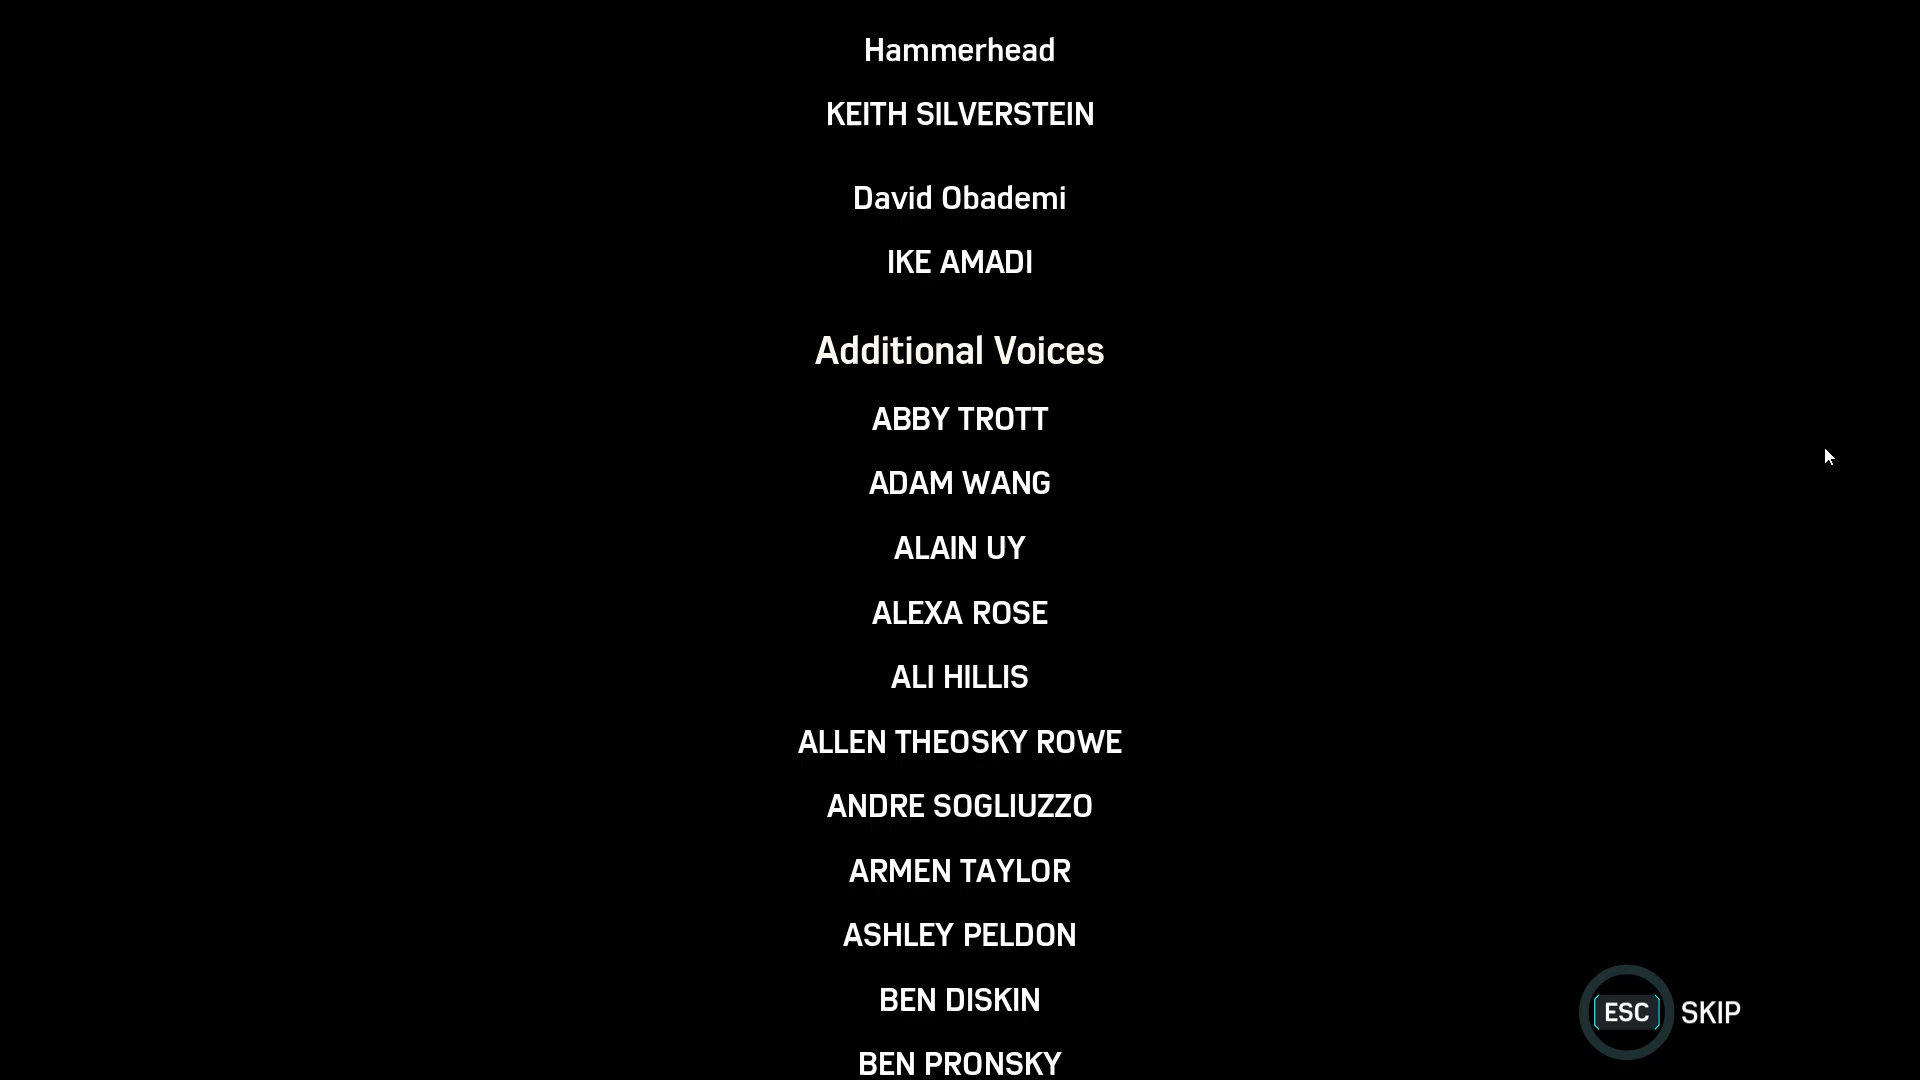 Hammerhead
KEITH SILVERSTEIN
David Obademi
IKE AMADI
Additional Voices
ABBY TROTT
ADAM WANG
ALAIN UY
ALEXA ROSE
ALI HILLIS
ALLEN THEOSKY ROWE
ANDRE SOGLIUZZO
ARMEN TAYLOR
ASHLEY PELDON
BEN DISKIN
ESC SKIP
BEN PRONSKY